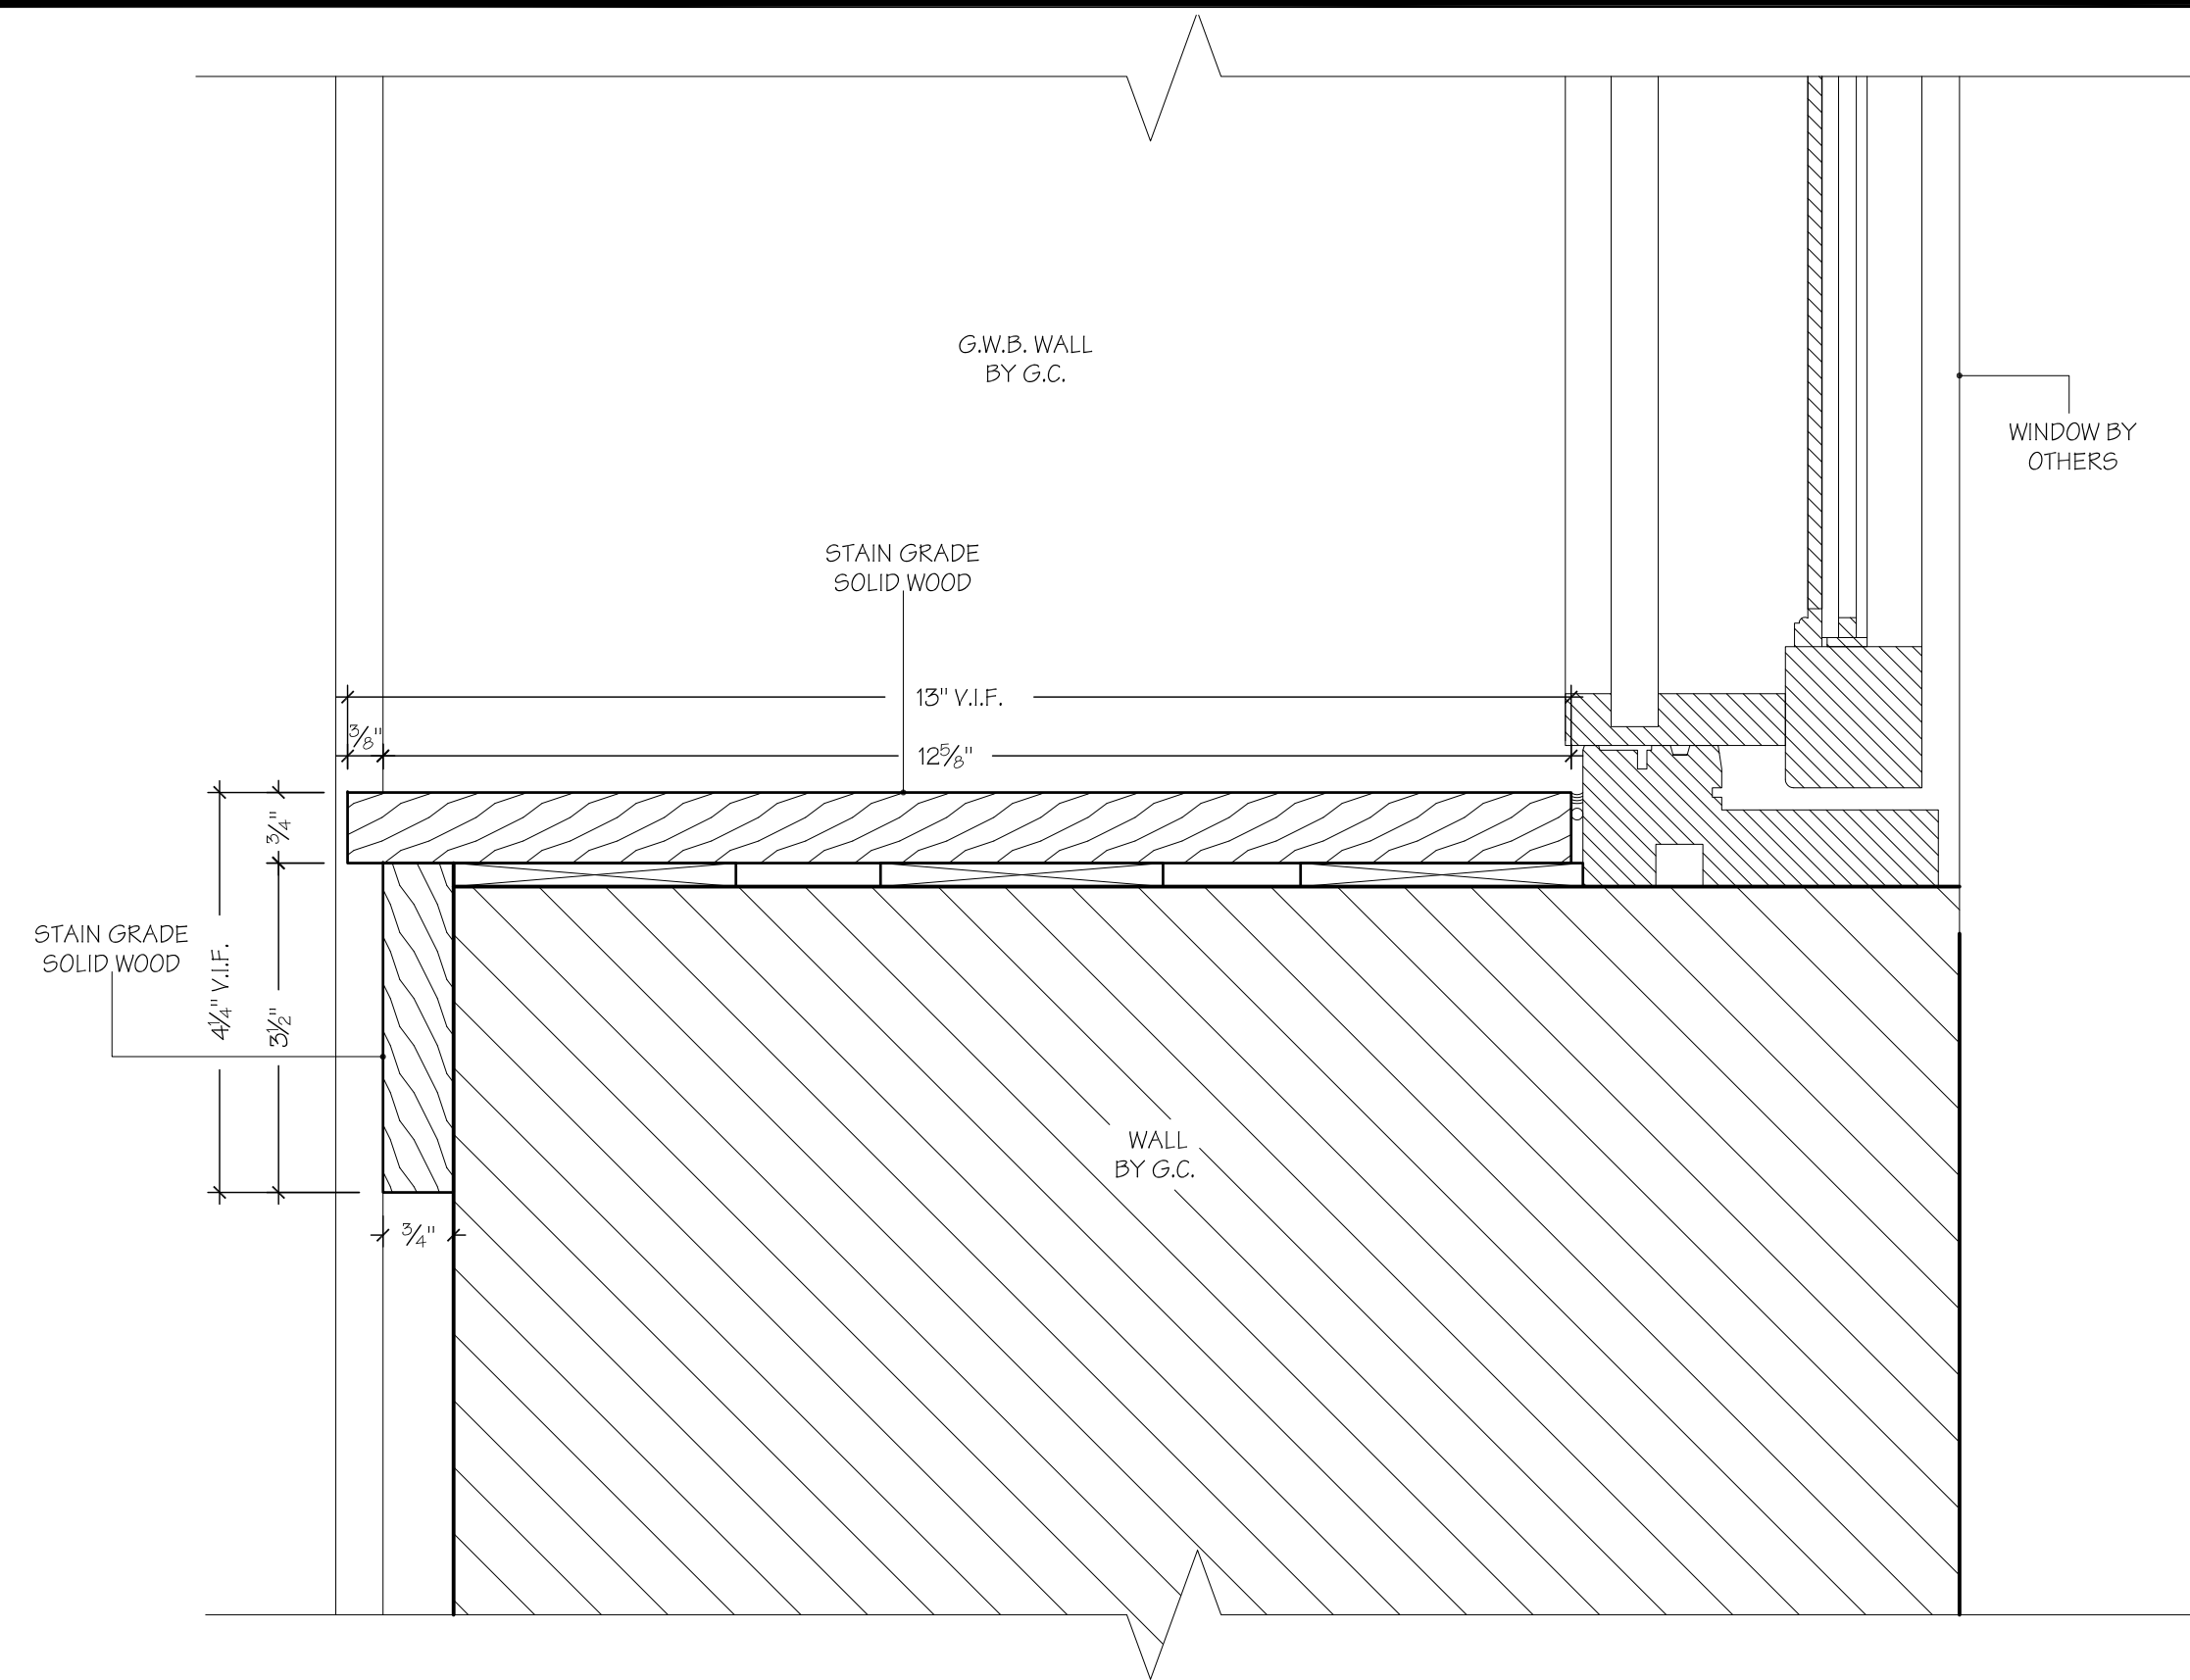 G.W.B. WALL
BY G.C.
WINDOW BY
OTHERS
STAIN GRADE
SOLID WOOD
13" V.I.F.
3/8"
12 5/8"
3/4"
STAIN GRADE
SOLID WOOD
4 1/4" V.I.F.
3 1/2"
WALL
BY G.C.
3/4"